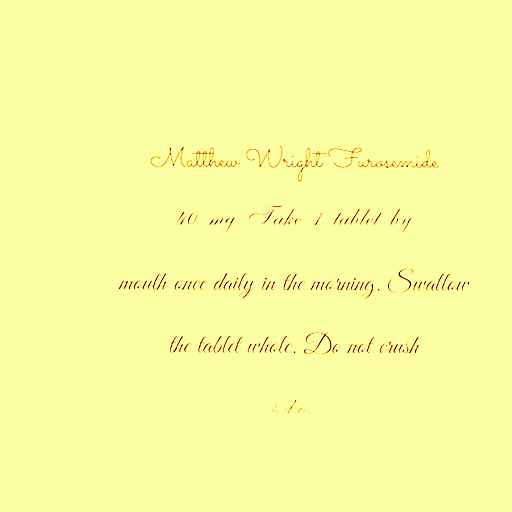 Matthew Wright Furosemide
40 mg Take 1 tablet by
mouth once daily in the morning. Swallow
the tablet whole. Do not crush